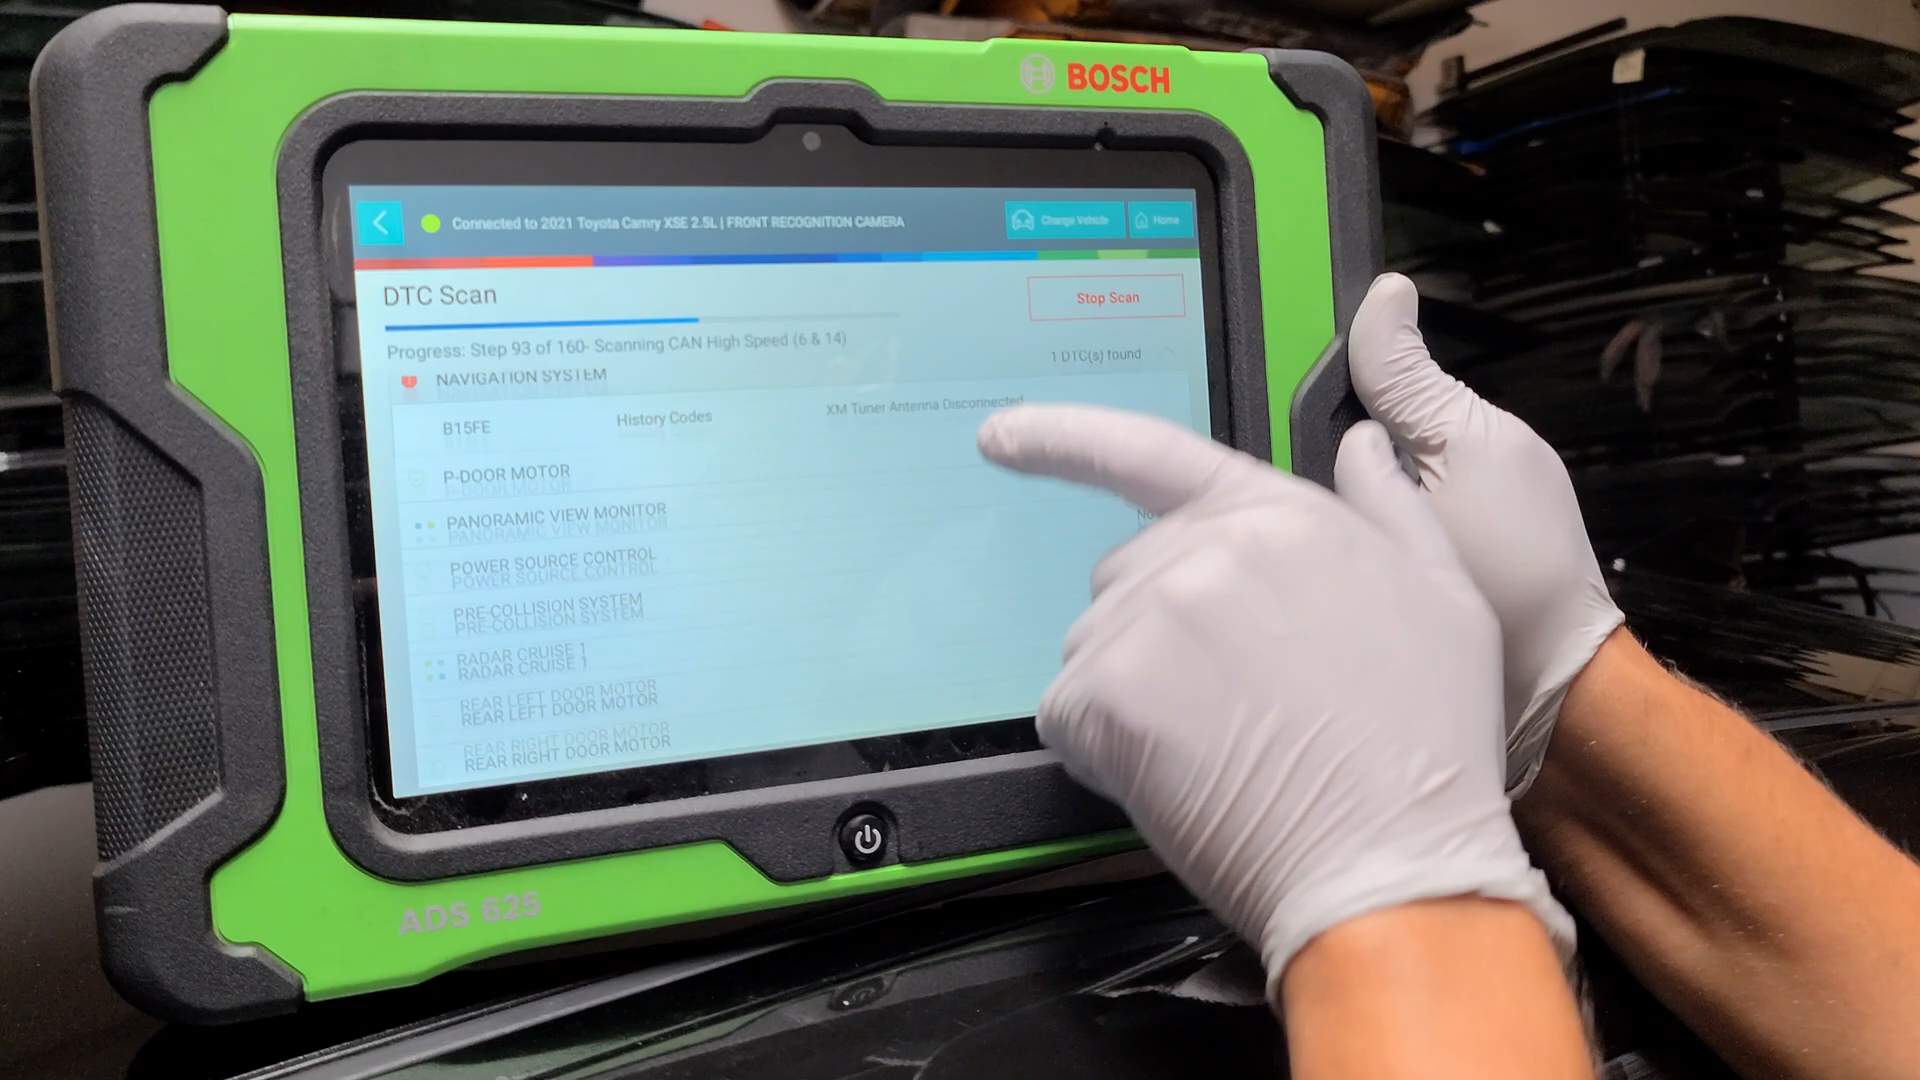 BOSCH
Connected to 2021 Toyota Camry XSE 2.5L | FRONT RECOGNITION CAMERA
Change Vehicle
Home
DTC Scan
Stop Scan
Progress: Step 93 of 160- Scanning CAN High Speed (6 & 14)
1 DTC(s) found
NAVIGATION SYSTEM
B15FE History Codes XM Tuner Antenna Disconnected
P-DOOR MOTOR
PANORAMIC VIEW MONITOR
No
POWER SOURCE CONTROL
PRE-COLLISION SYSTEM
RADAR CRUISE 1
REAR LEFT DOOR MOTOR
REAR RIGHT DOOR MOTOR
ADS 625